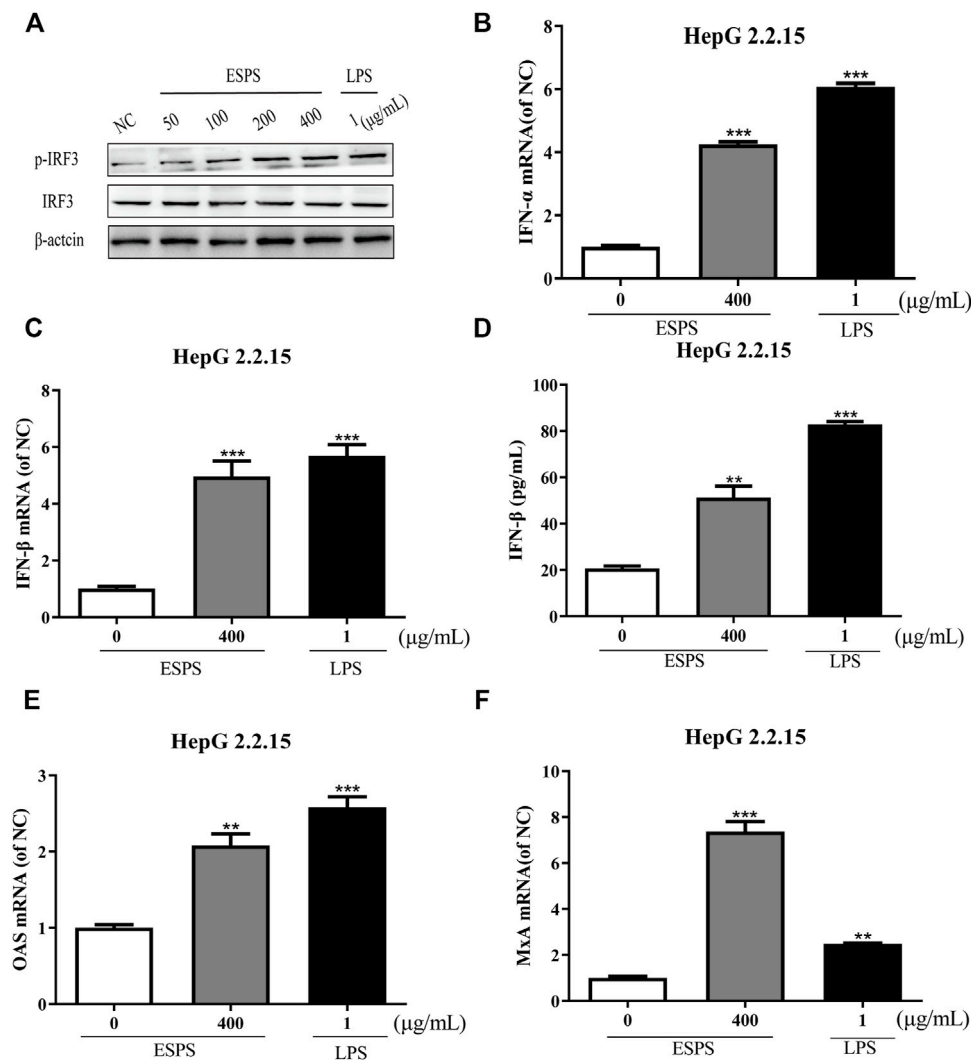 A
ESPS LPS
NC 50 100 200 400 1 (μg/mL)
p-IRF3
IRF3
β-actcin
B
HepG 2.2.15
IFN-α mRNA(of NC)
8
6
4
2
0
***
***
0 400 1 (μg/mL)
ESPS LPS
C
HepG 2.2.15
IFN-β mRNA (of NC)
8
6
4
2
0
***
***
0 400 1 (μg/mL)
ESPS LPS
D
HepG 2.2.15
IFN-β (pg/mL)
100
80
60
40
20
0
**
***
0 400 1 (μg/mL)
ESPS LPS
E
HepG 2.2.15
OAS mRNA (of NC)
3
2
1
0
**
***
0 400 1 (μg/mL)
ESPS LPS
F
HepG 2.2.15
MxA mRNA(of NC)
10
8
6
4
2
0
***
**
0 400 1 (μg/mL)
ESPS LPS